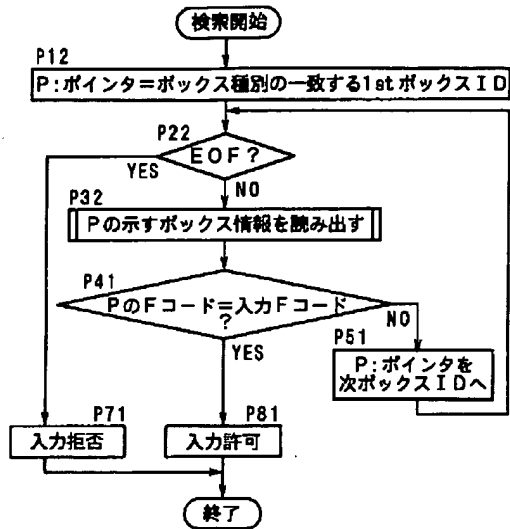 検索開始
P12
P:ポインタ=ボックス種別の一致する1stボックスID
P22
EOF?
YES
NO
P32
Pの示すボックス情報を読み出す
P41
PのFコード=入力Fコード
?
NO
YES
P51
P:ポインタを
次ボックスIDへ
P71
入力拒否
P81
入力許可
終了